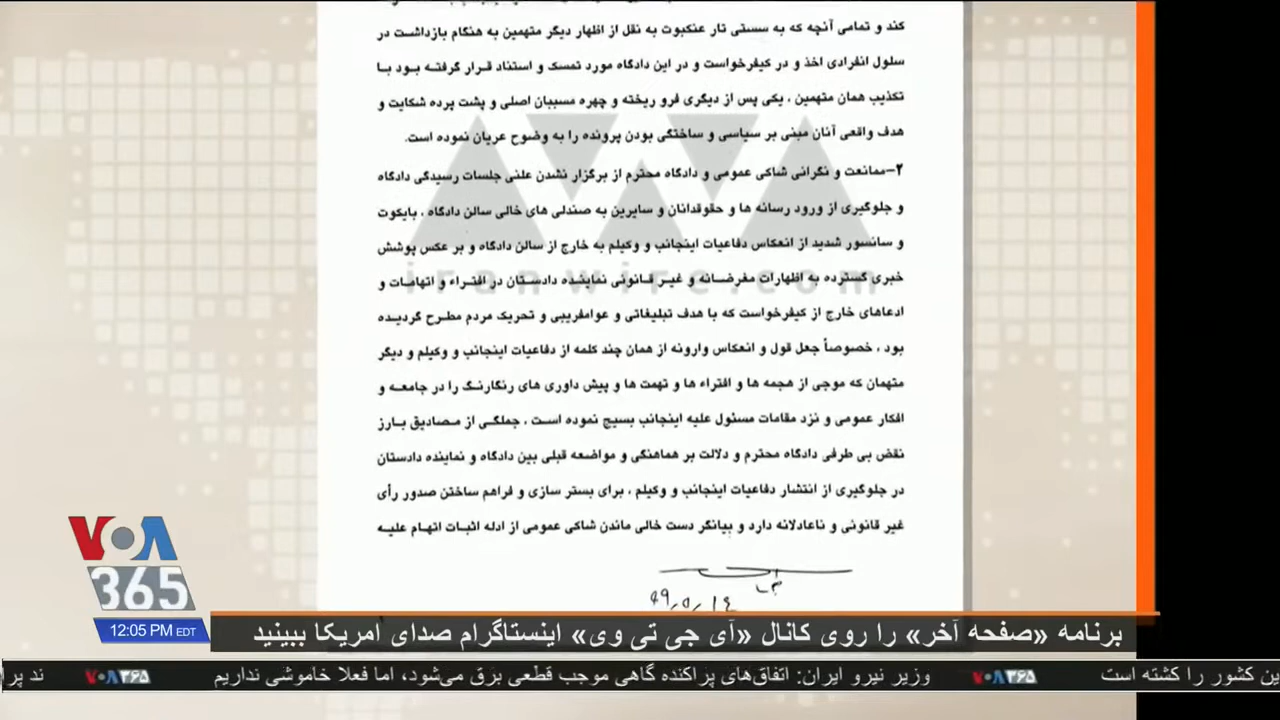 کند و تمامی آنچه که به سستی تار عنکبوت به نقل از اظهار دیگر متهمین به هنگام بازداشت در
سلول انفرادی اخذ و در کیفرخواست و در این دادگاه مورد تمسک و استناد قرار گرفته بود با
تکذیب همان متهمین ، یکی پس از دیگری فرو ریخته و چهره مسببان اصلی و پشت پرده شکایت و
هدف واقعی آنان مبنی بر سیاسی و ساختگی بودن پرونده را به وضوح عریان نموده است.
۲-ممانعت و نگرانی شاکی عمومی و دادگاه محترم از برگزار نشدن علنی جلسات رسیدگی دادگاه
و جلوگیری از ورود رسانه ها و حقوقدانان و سایرین به صندلی های خالی سالن دادگاه ، بایکوت
و سانسور شدید از انعکاس دفاعیات اینجانب و وکیلم به خارج از سالن دادگاه و بر عکس پوشش
خبری گسترده به اظهارات مغرضانه و غیر قانونی نماینده دادستان در افتراء و اتهامات و
iranwire.com
ادعاهای خارج از کیفرخواست که با هدف تبلیغاتی و عوامفریبی و تحریک مردم مطرح گردیده
بود ، خصوصاً جعل قول و انعکاس وارونه از همان چند کلمه از دفاعیات اینجانب و وکیلم و دیگر
متهمان که موجی از هجمه ها و افتراء ها و تهمت ها و پیش داوری های رنگارنگ را در جامعه و
افکار عمومی و نزد مقامات مسئول علیه اینجانب بسیج نموده است ، جملگی از مصادیق بارز
نقض بی طرفی دادگاه محترم و دلالت بر هماهنگی و مواضعه قبلی بین دادگاه و نماینده دادستان
در جلوگیری از انتشار دفاعیات اینجانب و وکیلم ، برای بستر سازی و فراهم ساختن صدور رأی
غیر قانونی و ناعادلانه دارد و بیانگر دست خالی ماندن شاکی عمومی از ادله اثبات اتهام علیه
VOA
365
12:05 PM EDT
برنامه «صفحه آخر» را روی کانال «آی جی تی وی» اینستاگرام صدای امریکا ببینید
ین کشور را کشته است VOA۳۶۵ وزیر نیرو ایران: اتفاق‌های پراکنده گاهی موجب قطعی برق می‌شود، اما فعلا خاموشی نداریم VOA۳۶۵